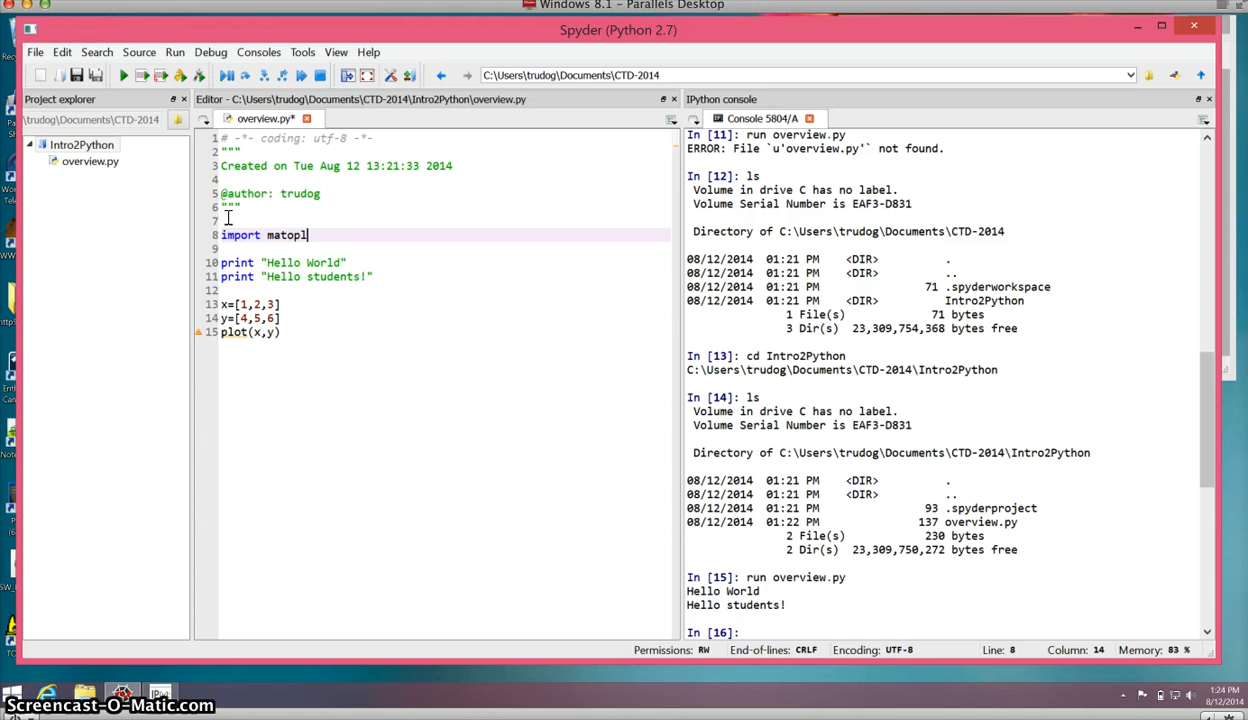 Windows 8.1 - Parallels Desktop
Spyder (Python 2.7)
File Edit Search Source Run Debug Consoles Tools View Help
C:\Users\trudog\Documents\CTD-2014
Project explorer
\trudog\Documents\CTD-2014
Intro2Python
overview.py
Editor - C:\Users\trudog\Documents\CTD-2014\Intro2Python\overview.py
overview.py*
1 # -*- coding: utf-8 -*-
2 """
3 Created on Tue Aug 12 13:21:33 2014
4
5 @author: trudog
6 """
7
8 import matopl
9
10 print "Hello World"
11 print "Hello students!"
12
13 x=[1,2,3]
14 y=[4,5,6]
15 plot(x,y)
IPython console
Console 5804/A
In [11]: run overview.py
ERROR: File `u'overview.py'` not found.
In [12]: ls
Volume in drive C has no label.
Volume Serial Number is EAF3-D831
Directory of C:\Users\trudog\Documents\CTD-2014
08/12/2014 01:21 PM <DIR> .
08/12/2014 01:21 PM <DIR> ..
08/12/2014 01:21 PM 71 .spyderworkspace
08/12/2014 01:21 PM <DIR> Intro2Python
1 File(s) 71 bytes
3 Dir(s) 23,309,754,368 bytes free
In [13]: cd Intro2Python
C:\Users\trudog\Documents\CTD-2014\Intro2Python
In [14]: ls
Volume in drive C has no label.
Volume Serial Number is EAF3-D831
Directory of C:\Users\trudog\Documents\CTD-2014\Intro2Python
08/12/2014 01:21 PM <DIR> .
08/12/2014 01:21 PM <DIR> ..
08/12/2014 01:21 PM 93 .spyderproject
08/12/2014 01:22 PM 137 overview.py
2 File(s) 230 bytes
2 Dir(s) 23,309,750,272 bytes free
In [15]: run overview.py
Hello World
Hello students!
In [16]:
Permissions: RW End-of-lines: CRLF Encoding: UTF-8 Line: 8 Column: 14 Memory: 83 %
1:24 PM
8/12/2014
Screencast-O-Matic.com